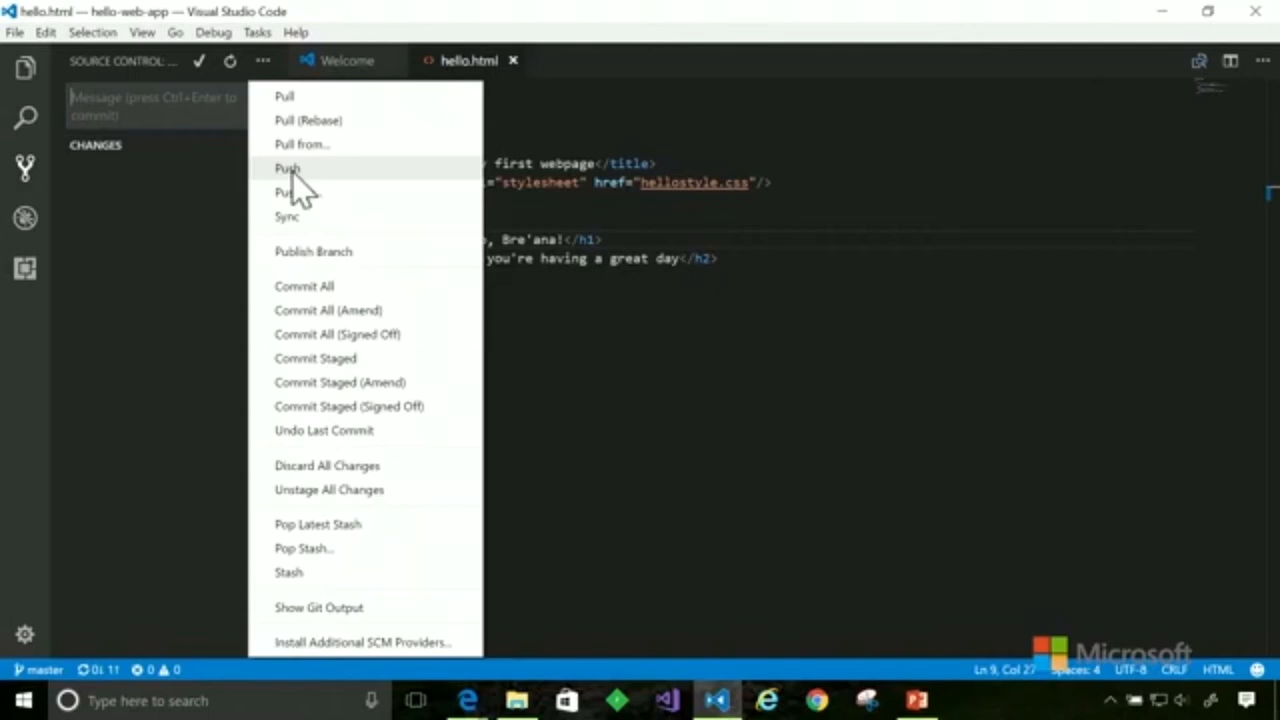 hello.html — hello-web-app — Visual Studio Code
File Edit Selection View Go Debug Tasks Help
SOURCE CONTROL: ...
Welcome
hello.html
Message (press Ctrl+Enter to
commit)
CHANGES
Pull
Pull (Rebase)
Pull from...
Push
Sync
Publish Branch
Commit All
Commit All (Amend)
Commit All (Signed Off)
Commit Staged
Commit Staged (Amend)
Commit Staged (Signed Off)
Undo Last Commit
Discard All Changes
Unstage All Changes
Pop Latest Stash
Pop Stash...
Stash
Show Git Output
Install Additional SCM Providers...
first webpage</title>
="stylesheet" href="hellostyle.css"/>
, Bre'ana!</h1>
you're having a great day</h2>
Microsoft
master 0↓ 1↑ 0 0
Ln 9, Col 27 Spaces: 4 UTF-8 CRLF HTML
Type here to search